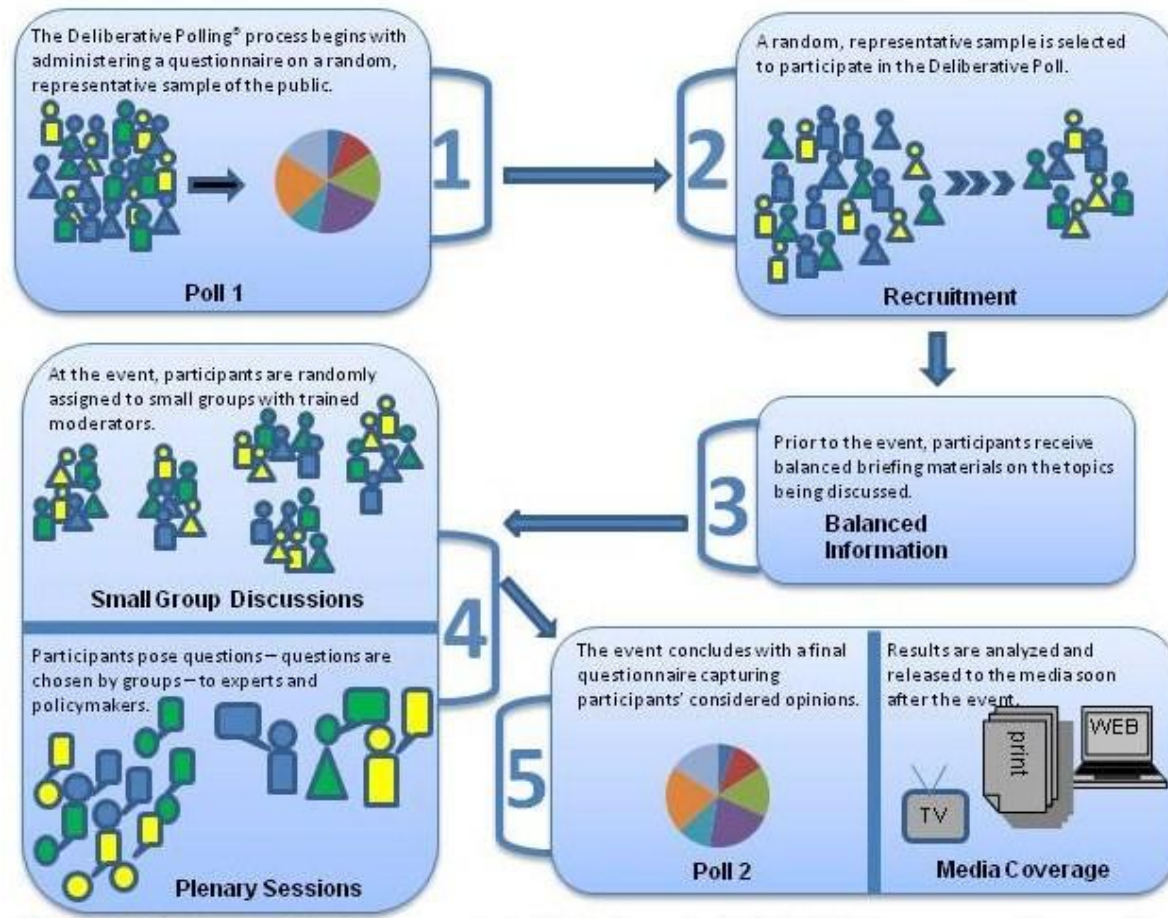 The Deliberative Polling® process begins with
administering a questionnaire on a random,
representative sample of the public.
Poll 1
1
2
A random, representative sample is selected
to participate in the Deliberative Poll.
Recruitment
3
Prior to the event, participants receive
balanced briefing materials on the topics
being discussed.
Balanced
Information
4
At the event, participants are randomly
assigned to small groups with trained
moderators.
Small Group Discussions
Participants pose questions – questions are
chosen by groups – to experts and
policymakers.
Plenary Sessions
5
The event concludes with a final
questionnaire capturing
participants' considered opinions.
Poll 2
Results are analyzed and
released to the media soon
after the event.
TV
print
WEB
Media Coverage